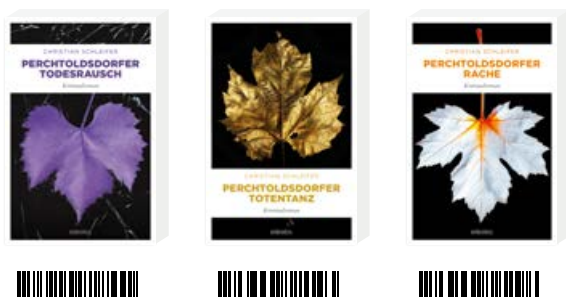 CHRISTIAN SCHLEIFER
PERCHTOLDSDORFER
TODESRAUSCH
Kriminalroman
CHRISTIAN SCHLEIFER
PERCHTOLDSDORFER
TOTENTANZ
Kriminalroman
CHRISTIAN SCHLEIFER
PERCHTOLDSDORFER
RACHE
Kriminalroman